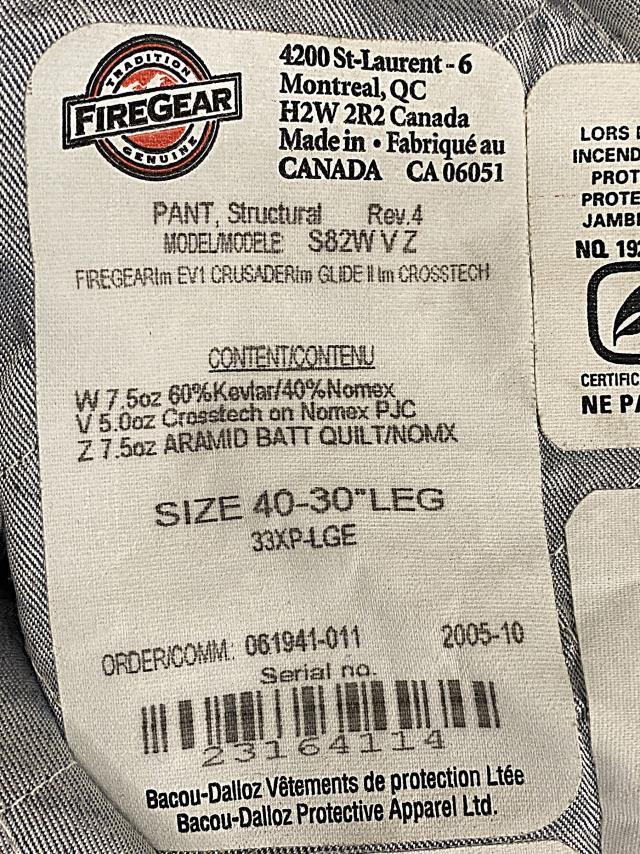 TRADITION
FIREGEAR
GENUINE
4200 St-Laurent - 6
Montreal, QC
H2W 2R2 Canada
Made in • Fabriqué au
CANADA CA 06051
PANT, Structural Rev.4
MODEL/MODELE S82W V Z
FIREGEARtm EV1 CRUSADERtm GLIDE II tm CROSSTECH
CONTENT/CONTENU
W 7.5oz 60%Kevlar/40%Nomex
V 5.0oz Crosstech on Nomex PJC
Z 7.5oz ARAMID BATT QUILT/NOMX
SIZE 40-30"LEG
33XP-LGE
ORDER/COMM.: 061941-011 2005-10
Serial no.
23164114
Bacou-Dalloz Vêtements de protection Ltée
Bacou-Dalloz Protective Apparel Ltd.
LORS
INCEND
PROT
PROTE
JAMB
NO. 19
CERTIFIC
NE PA